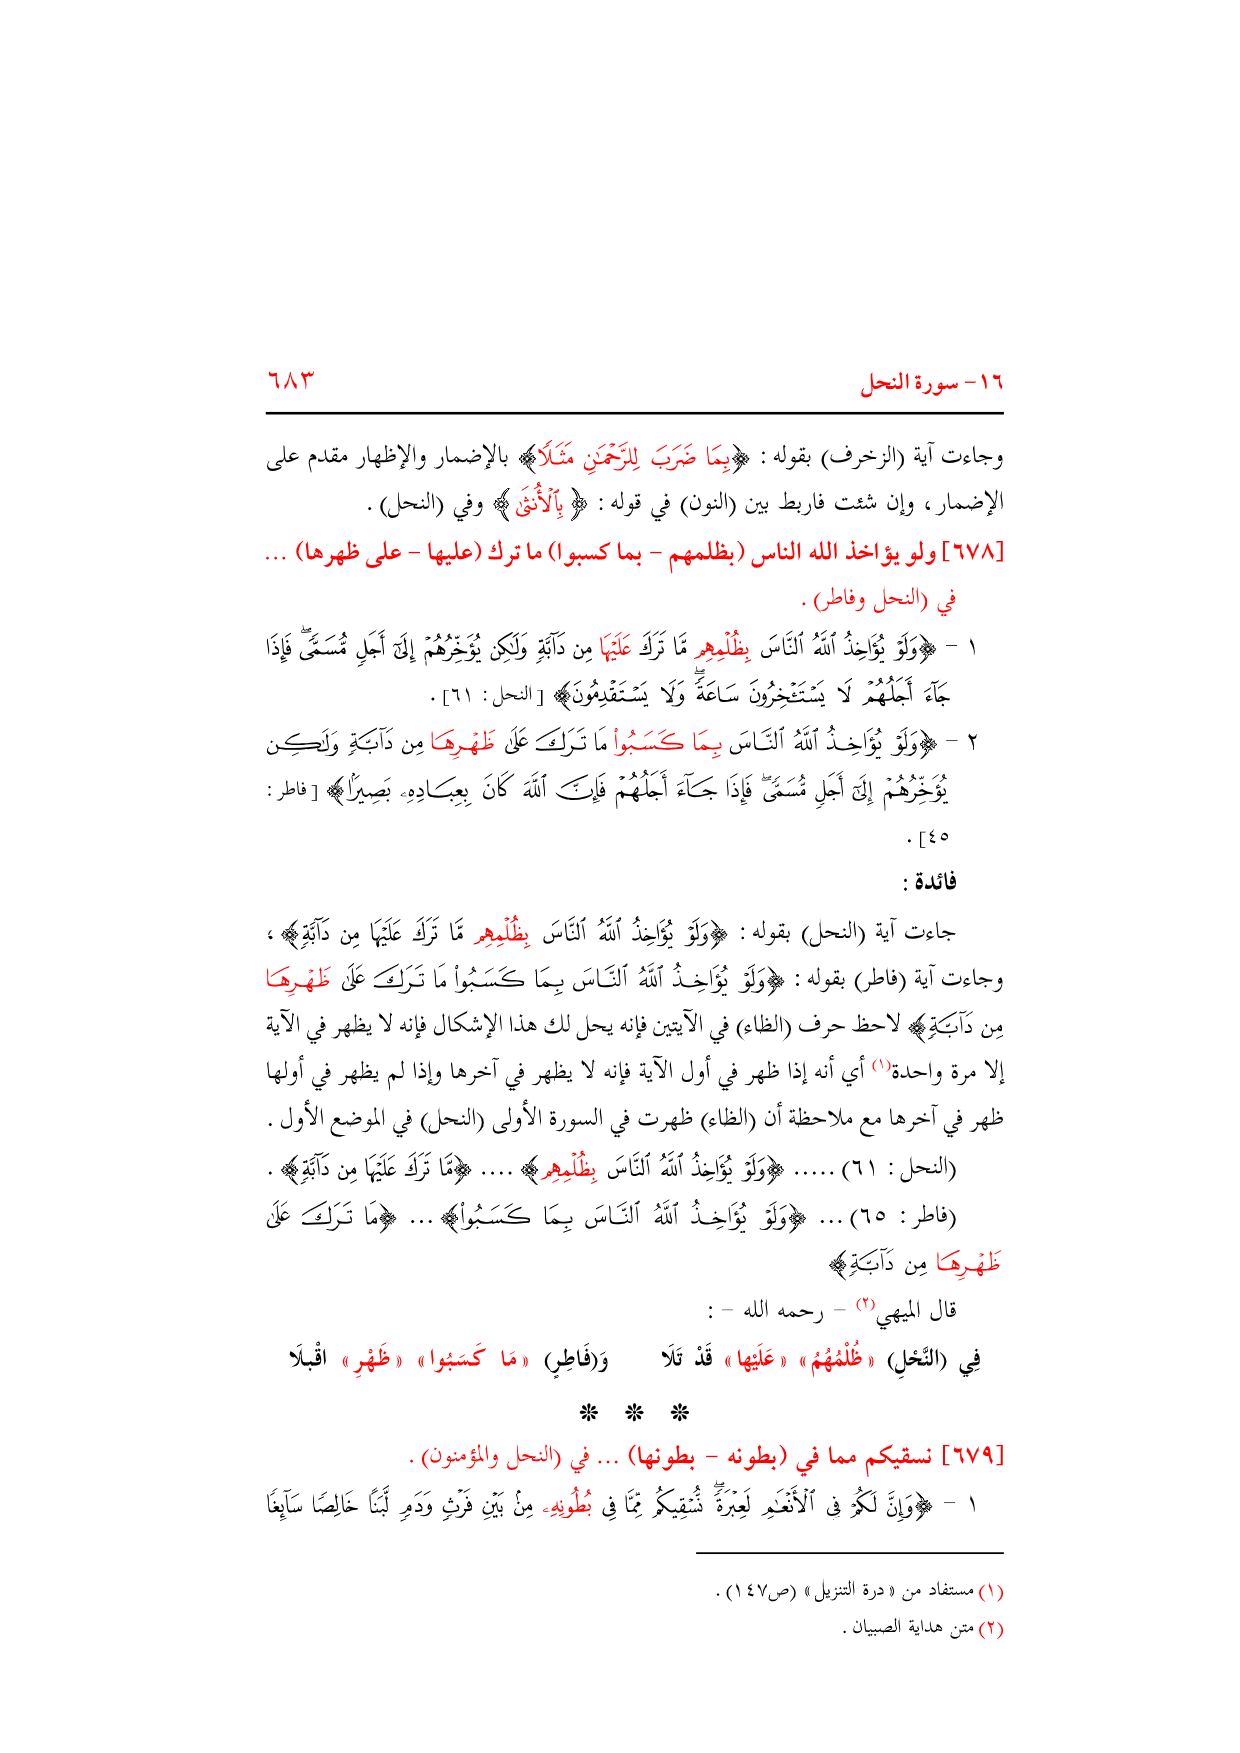 ١٦- سورة النحل ٦٨٣
وجاءت آية (الزخرف) بقوله : ﴿بِمَا ضَرَبَ لِلرَّحْمَٰنِ مَثَلًا﴾ بالإضمار والإظهار مقدم على
الإضمار ، وإن شئت فاربط بين (النون) في قوله : ﴿ بِٱلْأُنثَىٰ ﴾ وفي (النحل) .
[٦٧٨] ولو يؤاخذ الله الناس (بظلمهم – بما كسبوا) ما ترك (عليها – على ظهرها) ...
في (النحل وفاطر) .
١ – ﴿وَلَوْ يُؤَاخِذُ ٱللَّهُ ٱلنَّاسَ بِظُلْمِهِم مَّا تَرَكَ عَلَيْهَا مِن دَآبَّةٍ وَلَٰكِن يُؤَخِّرُهُمْ إِلَىٰٓ أَجَلٍ مُّسَمًّى ۖ فَإِذَا
جَآءَ أَجَلُهُمْ لَا يَسْتَـْٔخِرُونَ سَاعَةً ۖ وَلَا يَسْتَقْدِمُونَ﴾ [النحل : ٦١] .
٢ – ﴿وَلَوْ يُؤَاخِذُ ٱللَّهُ ٱلنَّاسَ بِمَا كَسَبُوا۟ مَا تَرَكَ عَلَىٰ ظَهْرِهَا مِن دَآبَّةٍ وَلَٰكِن
يُؤَخِّرُهُمْ إِلَىٰٓ أَجَلٍ مُّسَمًّى ۖ فَإِذَا جَآءَ أَجَلُهُمْ فَإِنَّ ٱللَّهَ كَانَ بِعِبَادِهِۦ بَصِيرًۢا﴾ [فاطر :
٤٥] .
فائدة :
جاءت آية (النحل) بقوله : ﴿وَلَوْ يُؤَاخِذُ ٱللَّهُ ٱلنَّاسَ بِظُلْمِهِم مَّا تَرَكَ عَلَيْهَا مِن دَآبَّةٍ﴾ ،
وجاءت آية (فاطر) بقوله : ﴿وَلَوْ يُؤَاخِذُ ٱللَّهُ ٱلنَّاسَ بِمَا كَسَبُوا۟ مَا تَرَكَ عَلَىٰ ظَهْرِهَا
مِن دَآبَّةٍ﴾ لاحظ حرف (الظاء) في الآيتين فإنه يحل لك هذا الإشكال فإنه لا يظهر في الآية
إلا مرة واحدة(١) أي أنه إذا ظهر في أول الآية فإنه لا يظهر في آخرها وإذا لم يظهر في أولها
ظهر في آخرها مع ملاحظة أن (الظاء) ظهرت في السورة الأولى (النحل) في الموضع الأول .
(النحل : ٦١) ..... ﴿وَلَوْ يُؤَاخِذُ ٱللَّهُ ٱلنَّاسَ بِظُلْمِهِم﴾ .... ﴿مَّا تَرَكَ عَلَيْهَا مِن دَآبَّةٍ﴾ .
(فاطر : ٦٥) ... ﴿وَلَوْ يُؤَاخِذُ ٱللَّهُ ٱلنَّاسَ بِمَا كَسَبُوا۟﴾ ... ﴿مَا تَرَكَ عَلَىٰ
ظَهْرِهَا مِن دَآبَّةٍ﴾
قال الميهي(٢) – رحمه الله – :
فِي (النَّحْلِ) « ظُلْمُهُمْ » « عَلَيْها » قَدْ تَلَا وَ(فَاطِرٍ) « مَا كَسَبُوا » « ظَهْرِ » اقْبلَا
❊ ❊ ❊
[٦٧٩] نسقيكم مما في (بطونه – بطونها) ... في (النحل والمؤمنون) .
١ – ﴿وَإِنَّ لَكُمْ فِى ٱلْأَنْعَٰمِ لَعِبْرَةً ۖ نُّسْقِيكُم مِّمَّا فِى بُطُونِهِۦ مِنۢ بَيْنِ فَرْثٍ وَدَمٍ لَّبَنًا خَالِصًا سَآئِغًا
(١) مستفاد من « درة التنزيل » (ص١٤٧) .
(٢) متن هداية الصبيان .